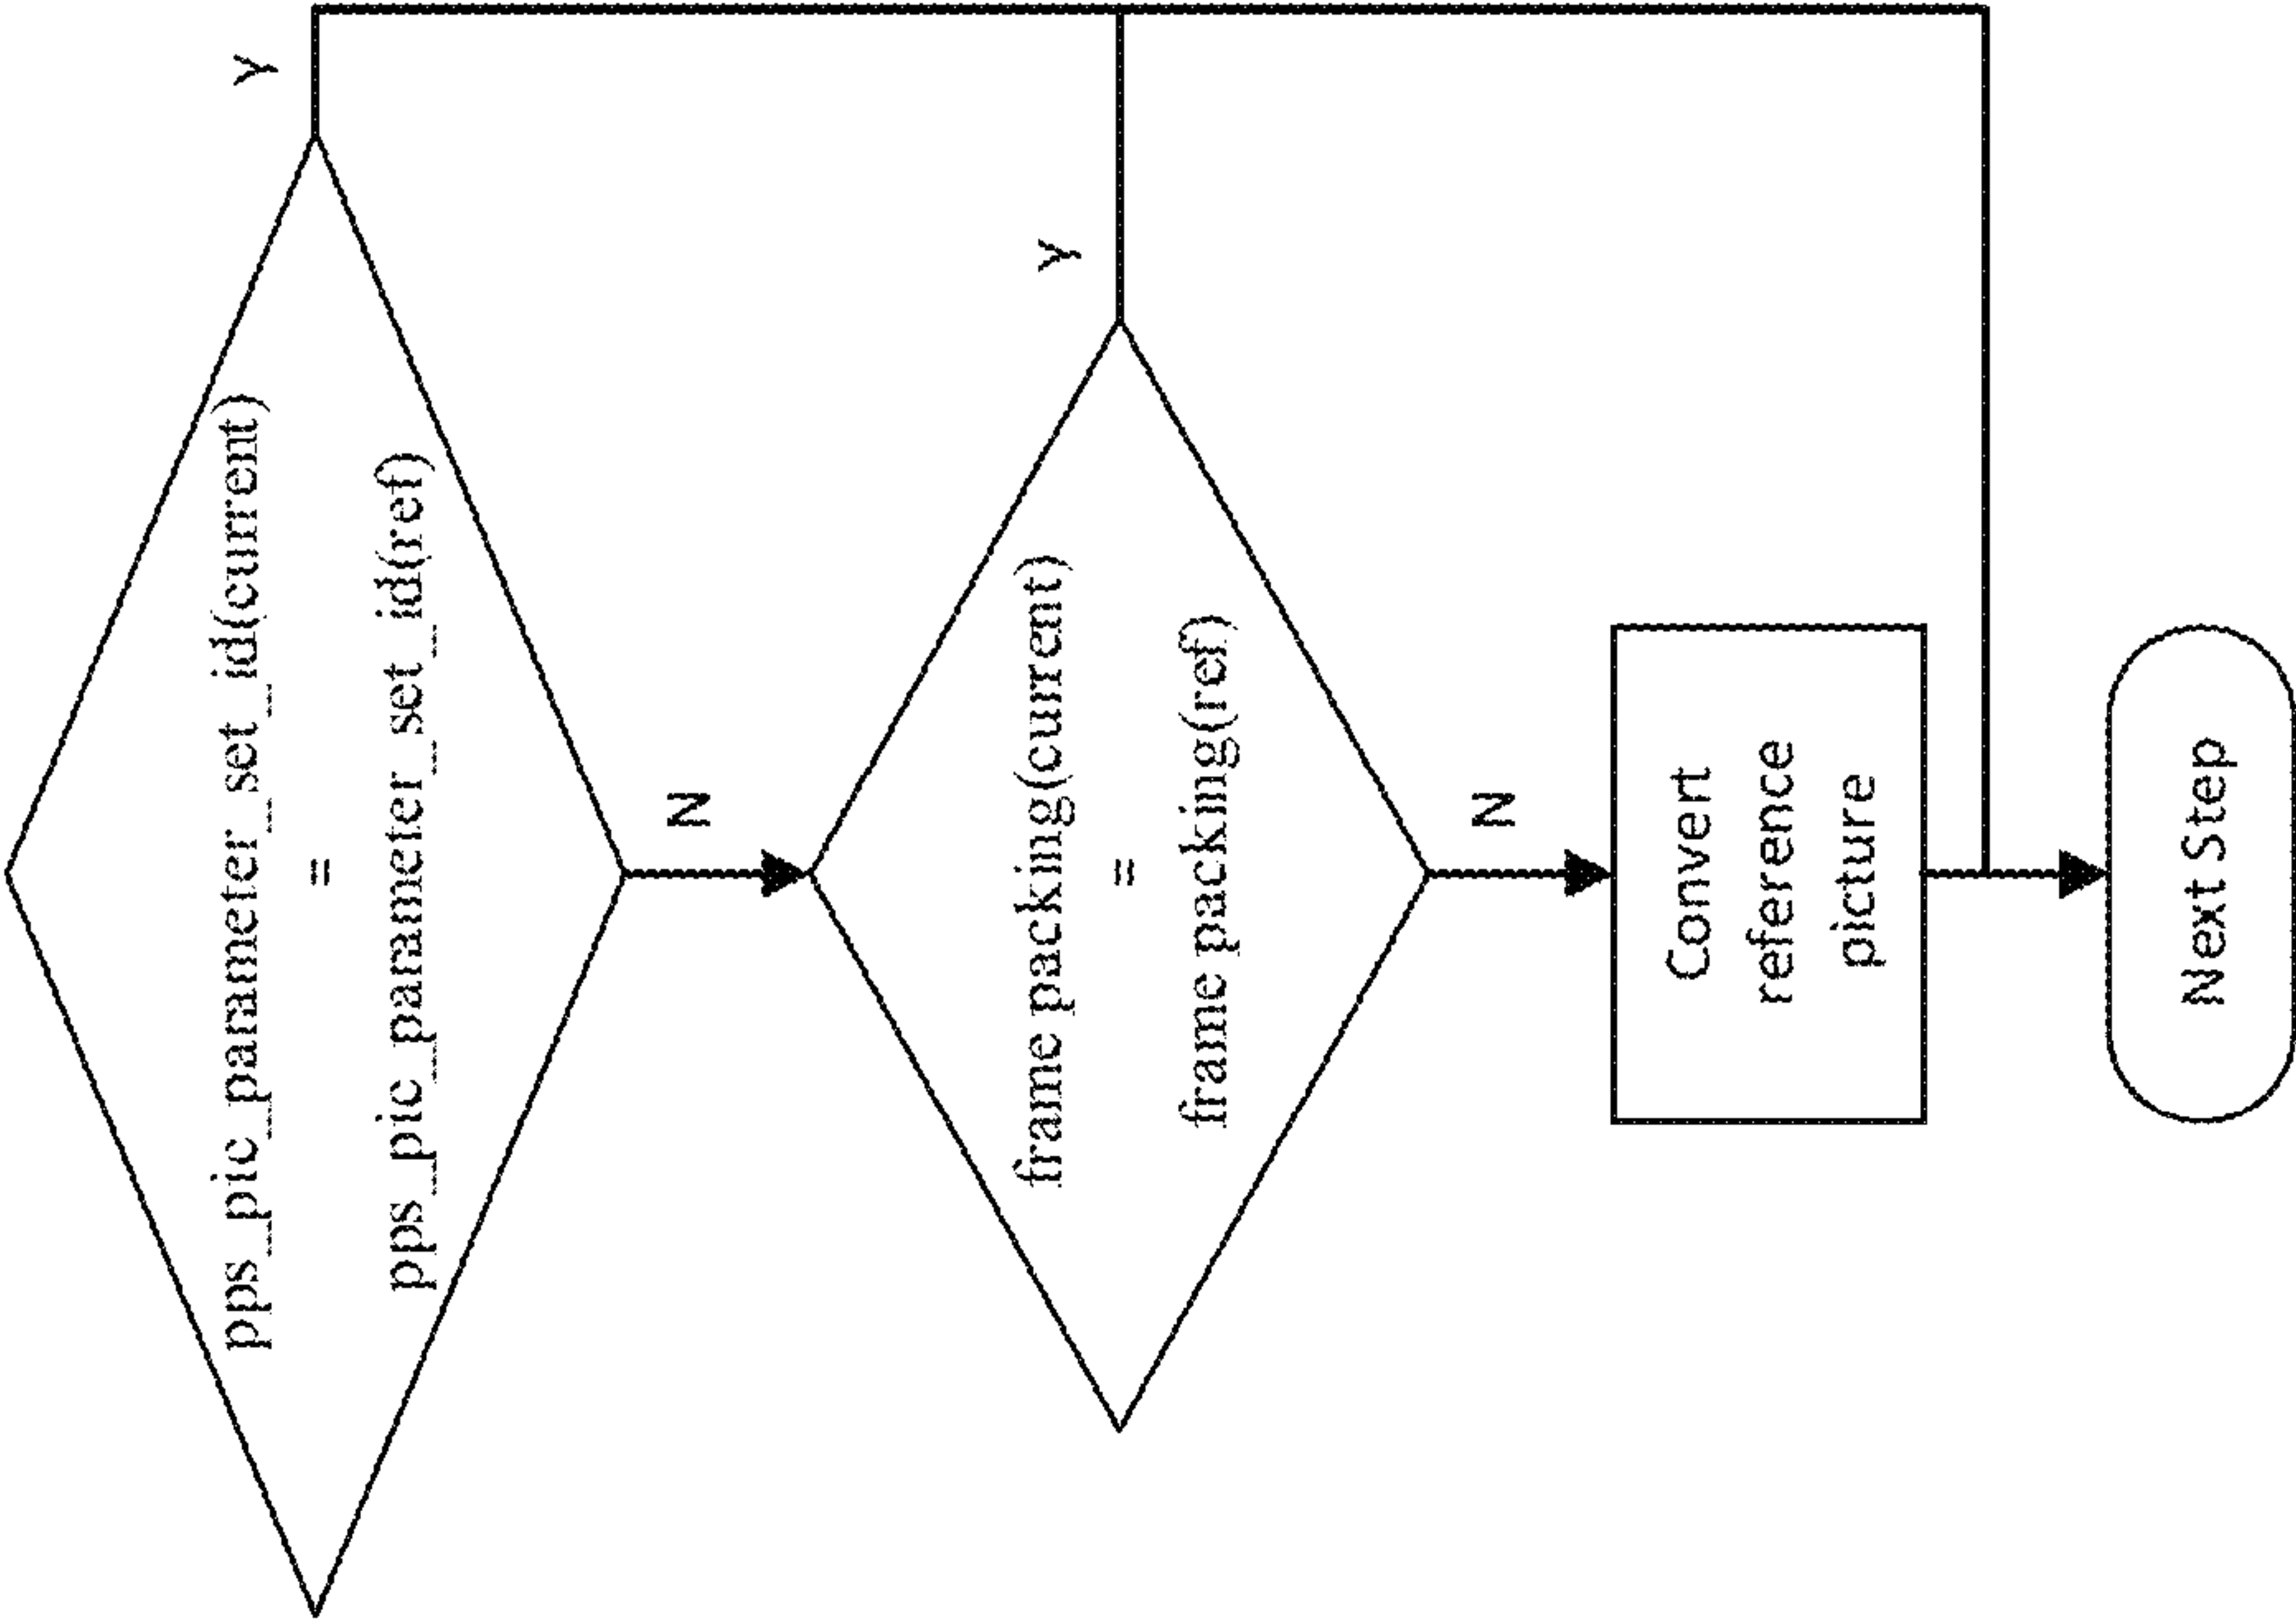 pps_pic_parameter_set_id(current)
=
pps_pic_parameter_set_id(ref)
y
N
frame packing(current)
=
frame packing(ref)
y
N
Convert
reference
picture
Next Step